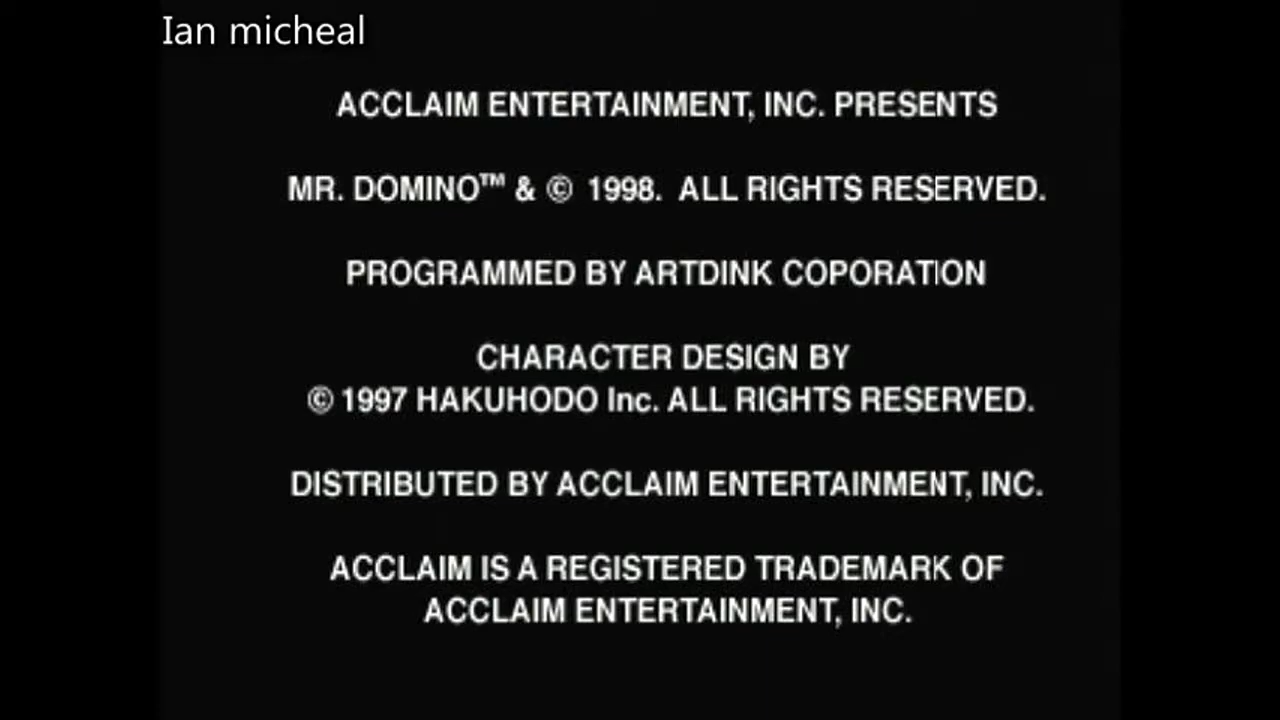 Ian micheal
ACCLAIM ENTERTAINMENT, INC. PRESENTS
MR. DOMINO™ & © 1998. ALL RIGHTS RESERVED.
PROGRAMMED BY ARTDINK COPORATION
CHARACTER DESIGN BY
© 1997 HAKUHODO Inc. ALL RIGHTS RESERVED.
DISTRIBUTED BY ACCLAIM ENTERTAINMENT, INC.
ACCLAIM IS A REGISTERED TRADEMARK OF
ACCLAIM ENTERTAINMENT, INC.